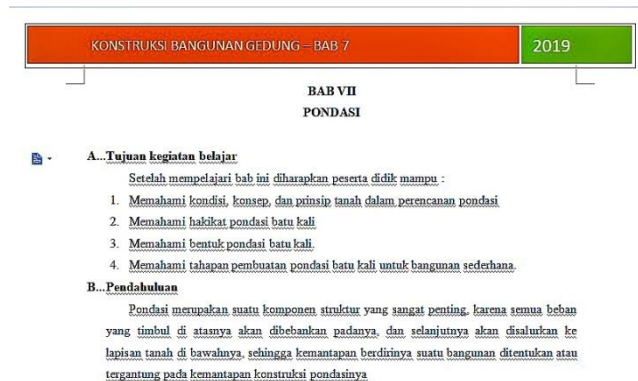 KONSTRUKSI BANGUNAN GEDUNG – BAB 7
2019
BAB VII
PONDASI
A...Tujuan kegiatan belajar
Setelah mempelajari bab ini diharapkan peserta didik mampu :
1. Memahami kondisi, konsep, dan prinsip tanah dalam perencanan pondasi
2. Memahami hakikat pondasi batu kali
3. Memahami bentuk pondasi batu kali.
4. Memahami tahapan pembuatan pondasi batu kali untuk bangunan sederhana.
B...Pendahuluan
Pondasi merupakan suatu komponen struktur yang sangat penting, karena semua beban
yang timbul di atasnya akan dibebankan padanya, dan selanjutnya akan disalurkan ke
lapisan tanah di bawahnya, sehingga kemantapan berdirinya suatu bangunan ditentukan atau
tergantung pada kemantapan konstruksi pondasinya